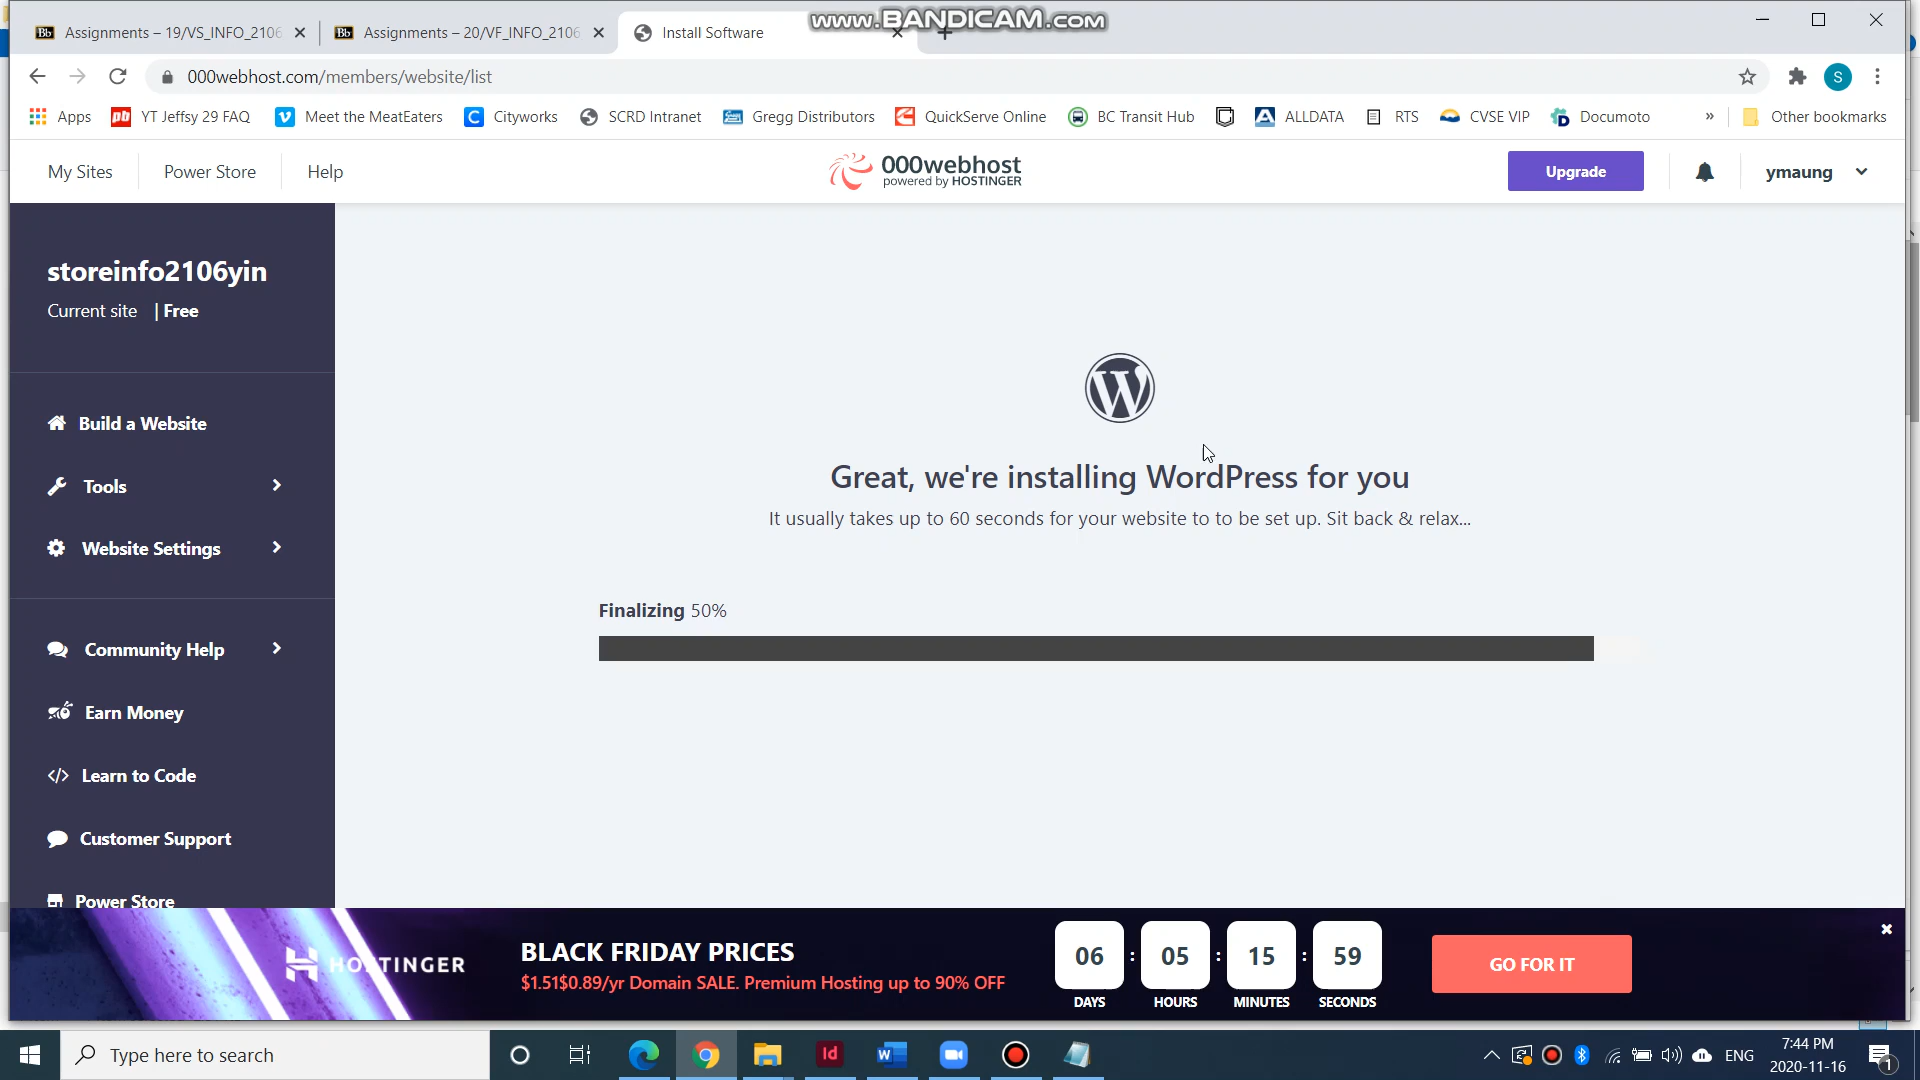 www.BANDICAM.com
Assignments – 19/VS_INFO_2106
Assignments – 20/VF_INFO_2106
Install Software
000webhost.com/members/website/list
S
Apps
YT Jeffsy 29 FAQ
Meet the MeatEaters
Cityworks
SCRD Intranet
Gregg Distributors
QuickServe Online
BC Transit Hub
ALLDATA
RTS
CVSE VIP
Documoto
»
Other bookmarks
My Sites
Power Store
Help
000webhost
powered by HOSTINGER
Upgrade
ymaung
storeinfo2106yin
Current site | Free
Build a Website
Tools
Website Settings
Community Help
Earn Money
Learn to Code
Customer Support
Power Store
Great, we're installing WordPress for you
It usually takes up to 60 seconds for your website to to be set up. Sit back & relax...
Finalizing 50%
HOSTINGER
BLACK FRIDAY PRICES
$1.51$0.89/yr Domain SALE. Premium Hosting up to 90% OFF
06 : 05 : 15 : 59
DAYS HOURS MINUTES SECONDS
GO FOR IT
Type here to search
ENG
7:44 PM
2020-11-16
1